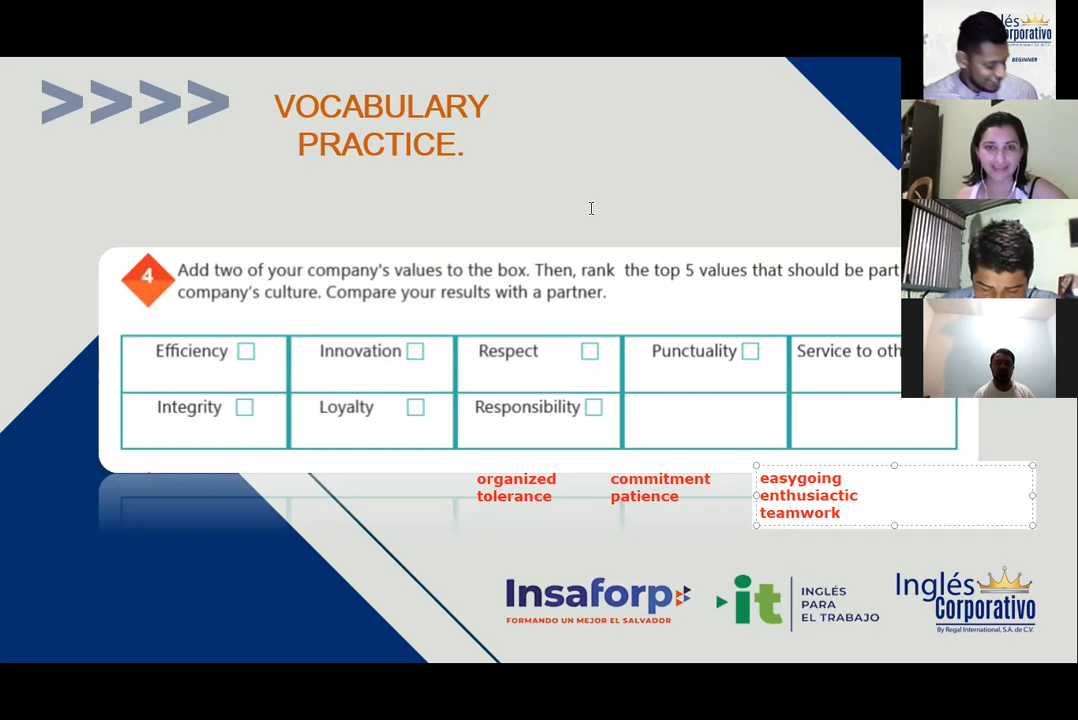 >>>> VOCABULARY
PRACTICE.
4 Add two of your company's values to the box. Then, rank the top 5 values that should be part
company's culture. Compare your results with a partner.
Efficiency Innovation Respect Punctuality Service to oth
Integrity Loyalty Responsibility
organized commitment easygoing
tolerance patience enthusiactic
teamwork
Insaforp
FORMANDO UN MEJOR EL SALVADOR
it
INGLÉS
PARA
EL TRABAJO
Inglés
Corporativo
By Regal International, S.A. de C.V.
lés
orporativo
BEGINNER